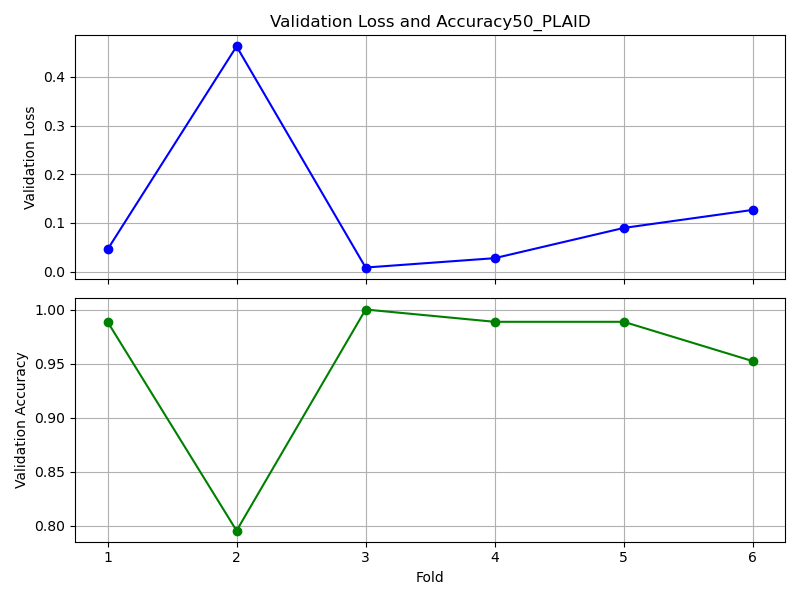 Validation Loss and Accuracy50_PLAID
Validation Loss
0.4
0.3
0.2
0.1
0.0
Validation Accuracy
1.00
0.95
0.90
0.85
0.80
1 2 3 4 5 6
Fold